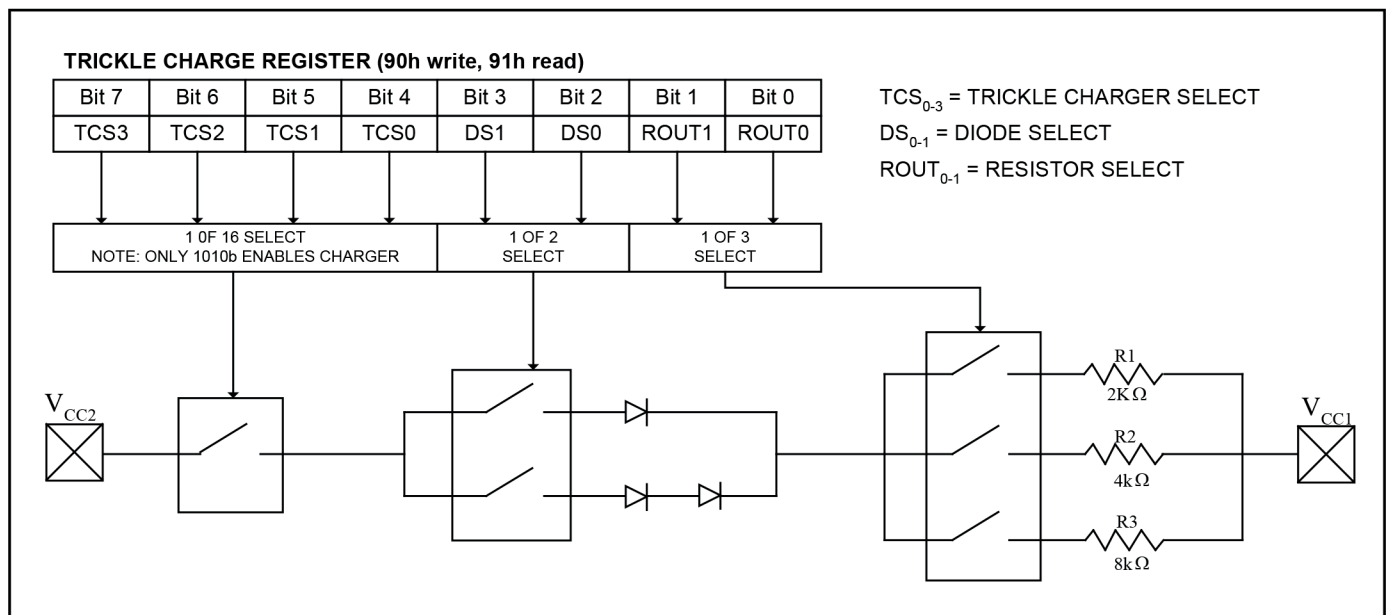 TRICKLE CHARGE REGISTER (90h write, 91h read)
Bit 7 Bit 6 Bit 5 Bit 4 Bit 3 Bit 2 Bit 1 Bit 0
TCS3 TCS2 TCS1 TCS0 DS1 DS0 ROUT1 ROUT0
TCS0-3 = TRICKLE CHARGER SELECT
DS0-1 = DIODE SELECT
ROUT0-1 = RESISTOR SELECT
1 0F 16 SELECT
NOTE: ONLY 1010b ENABLES CHARGER
1 OF 2
SELECT
1 OF 3
SELECT
VCC2
R1
2KΩ
R2
4kΩ
R3
8kΩ
VCC1